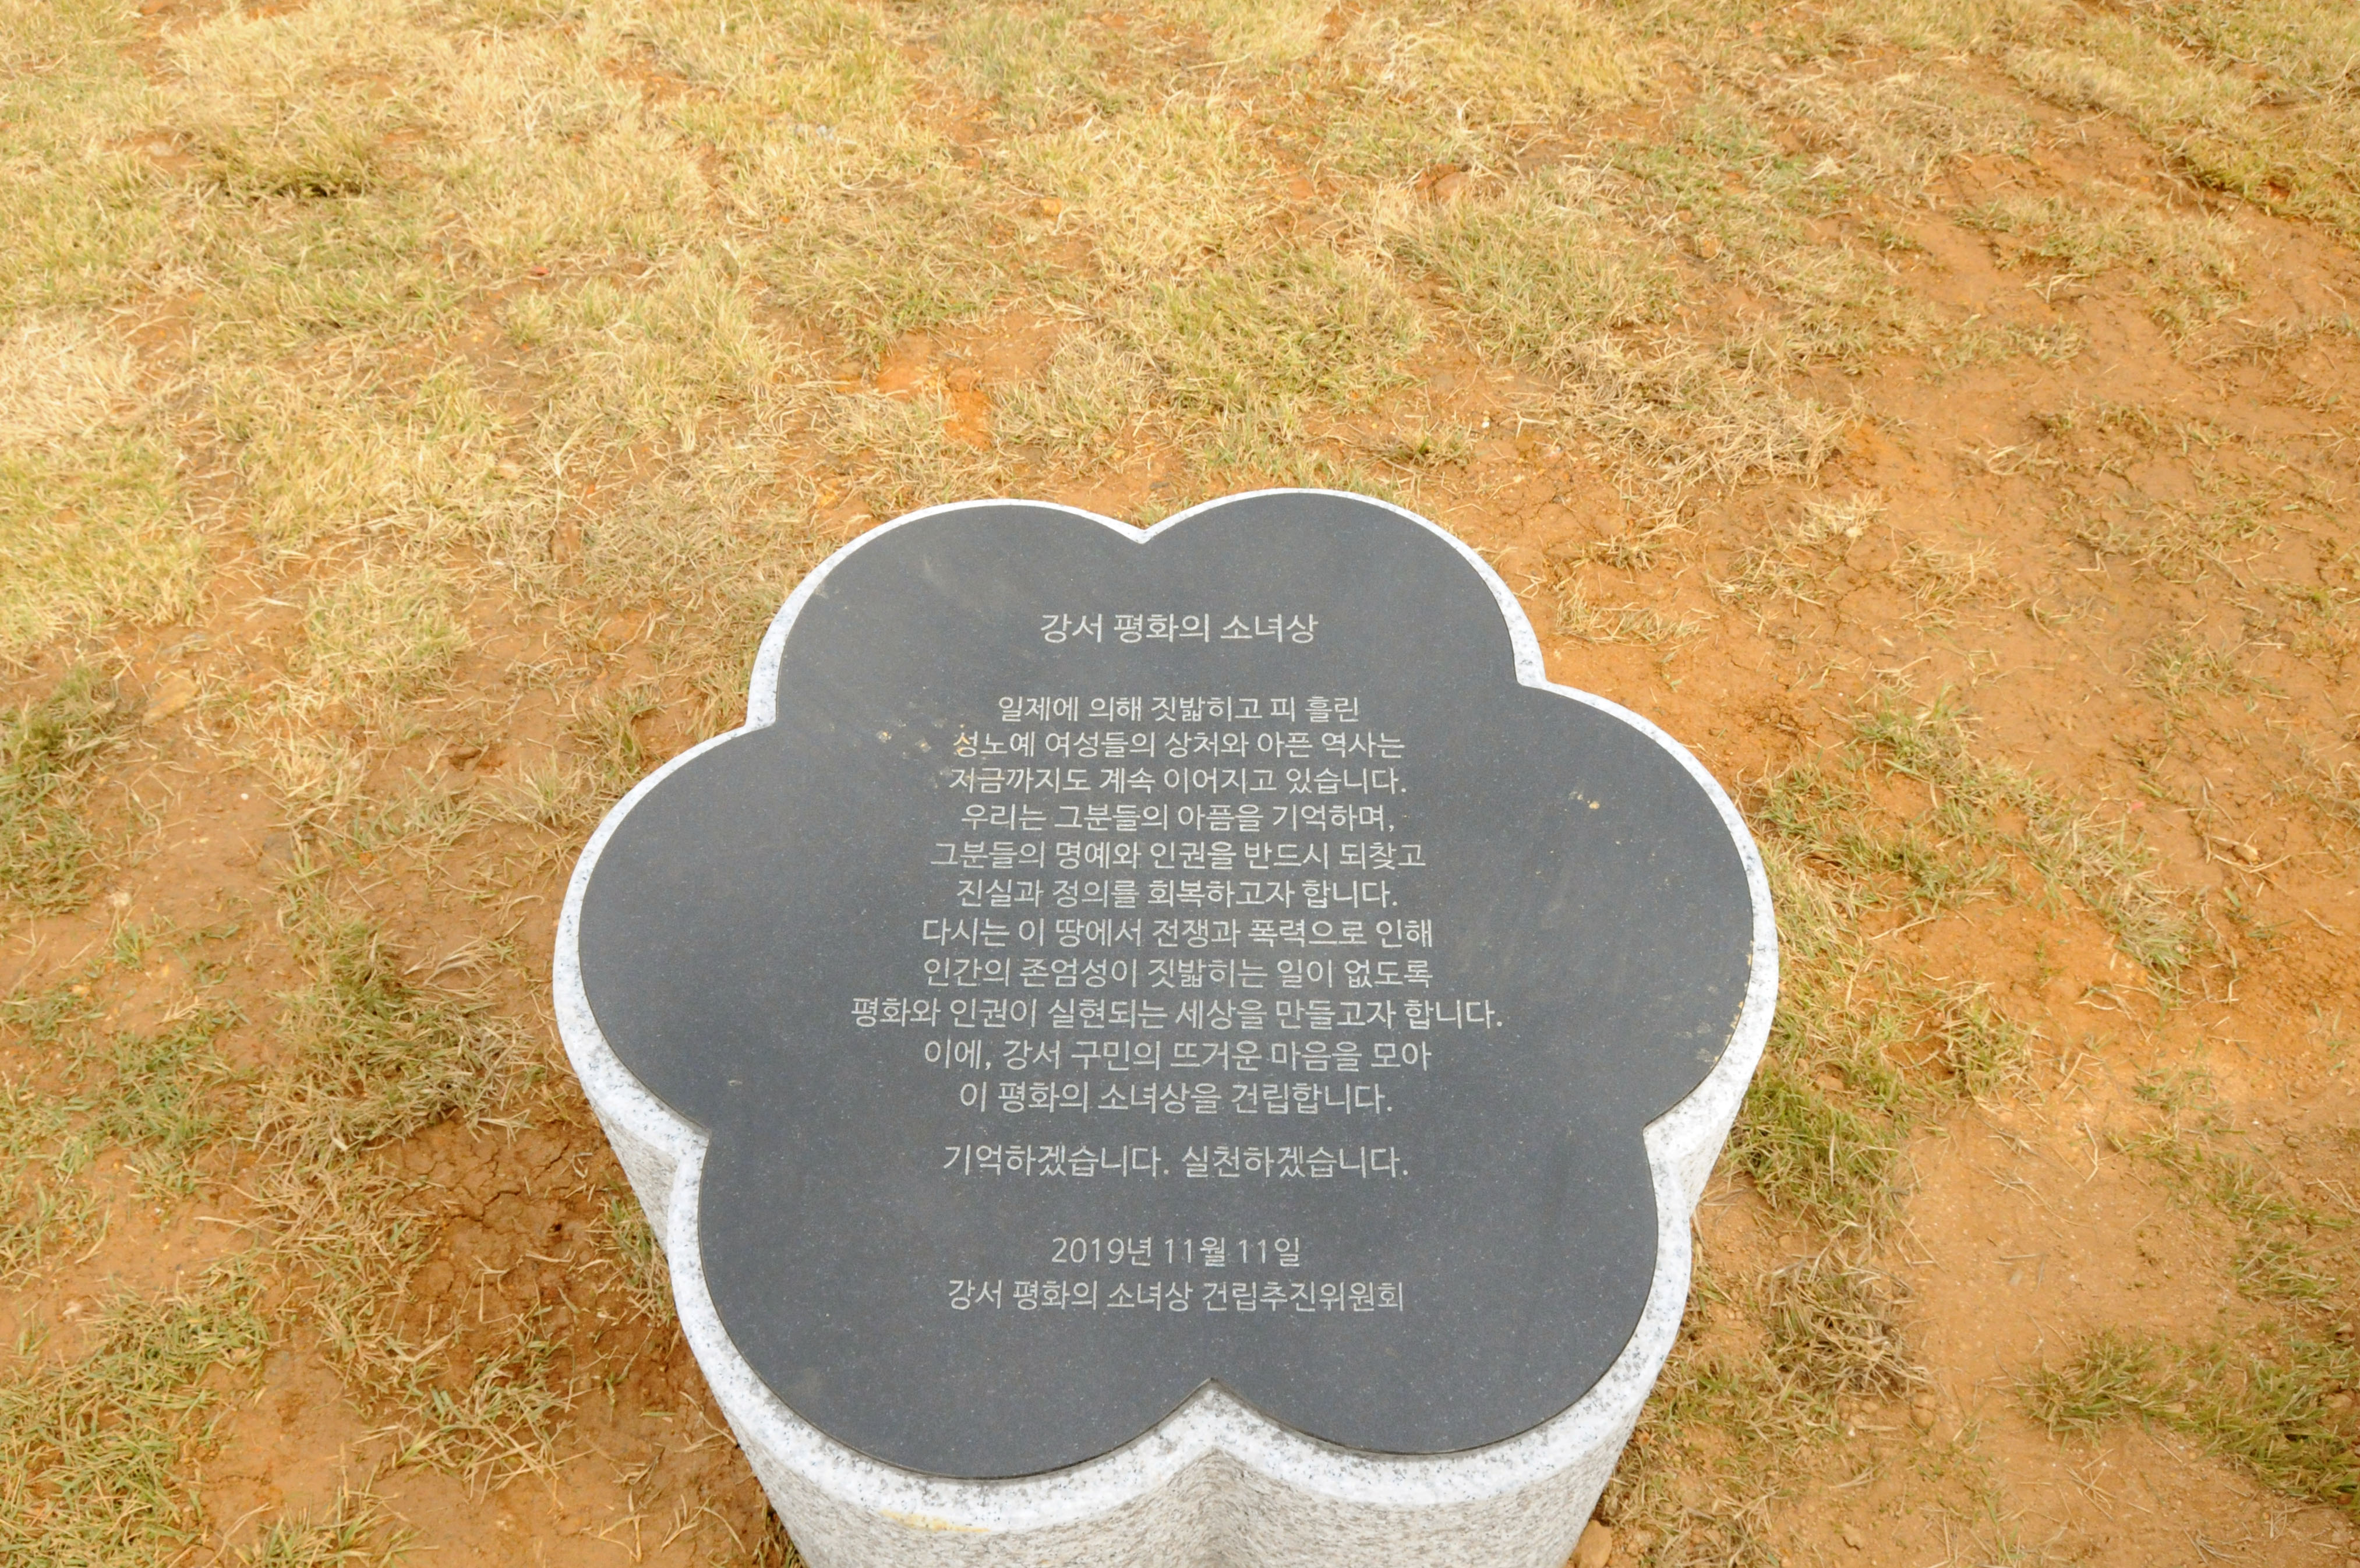 강서 평화의 소녀상
일제에 의해 짓밟히고 피 흘린
성노예 여성들의 상처와 아픈 역사는
지금까지도 계속 이어지고 있습니다.
우리는 그분들의 아픔을 기억하며,
그분들의 명예와 인권을 반드시 되찾고
진실과 정의를 회복하고자 합니다.
다시는 이 땅에서 전쟁과 폭력으로 인해
인간의 존엄성이 짓밟히는 일이 없도록
평화와 인권이 실현되는 세상을 만들고자 합니다.
이에, 강서 구민의 뜨거운 마음을 모아
이 평화의 소녀상을 건립합니다.
기억하겠습니다. 실천하겠습니다.
2019년 11월 11일
강서 평화의 소녀상 건립추진위원회